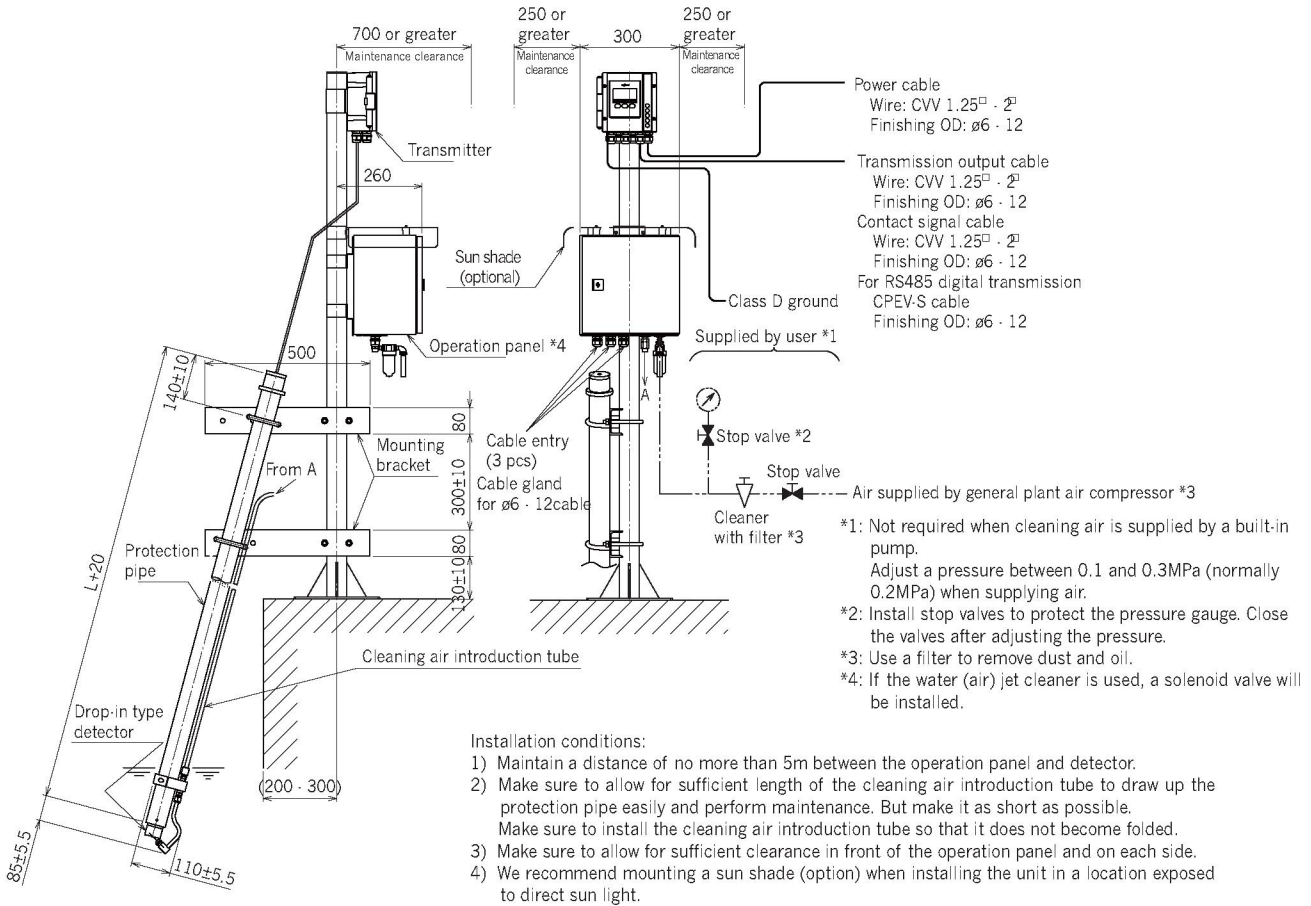 700 or greater
Maintenance clearance
250 or
greater
Maintenance
clearance
300
250 or
greater
Maintenance
clearance
Transmitter
260
Power cable
Wire: CVV 1.25□ - 2□
Finishing OD: ø6 - 12
Transmission output cable
Wire: CVV 1.25□ - 2□
Finishing OD: ø6 - 12
Contact signal cable
Wire: CVV 1.25□ - 2□
Finishing OD: ø6 - 12
For RS485 digital transmission
CPEV-S cable
Finishing OD: ø6 - 12
Sun shade
(optional)
Class D ground
Operation panel *4
Supplied by user *1
500
140±10
A
80
Mounting
bracket
From A
300±10
80
130±10
Cable entry
(3 pcs)
Cable gland
for ø6 - 12cable
Stop valve *2
Stop valve
Cleaner
with filter *3
Air supplied by general plant air compressor *3
L+20
Protection
pipe
Cleaning air introduction tube
Drop-in type
detector
(200 - 300)
85±5.5
110±5.5
*1: Not required when cleaning air is supplied by a built-in
pump.
Adjust a pressure between 0.1 and 0.3MPa (normally
0.2MPa) when supplying air.
*2: Install stop valves to protect the pressure gauge. Close
the valves after adjusting the pressure.
*3: Use a filter to remove dust and oil.
*4: If the water (air) jet cleaner is used, a solenoid valve will
be installed.
Installation conditions:
1) Maintain a distance of no more than 5m between the operation panel and detector.
2) Make sure to allow for sufficient length of the cleaning air introduction tube to draw up the
protection pipe easily and perform maintenance. But make it as short as possible.
Make sure to install the cleaning air introduction tube so that it does not become folded.
3) Make sure to allow for sufficient clearance in front of the operation panel and on each side.
4) We recommend mounting a sun shade (option) when installing the unit in a location exposed
to direct sun light.